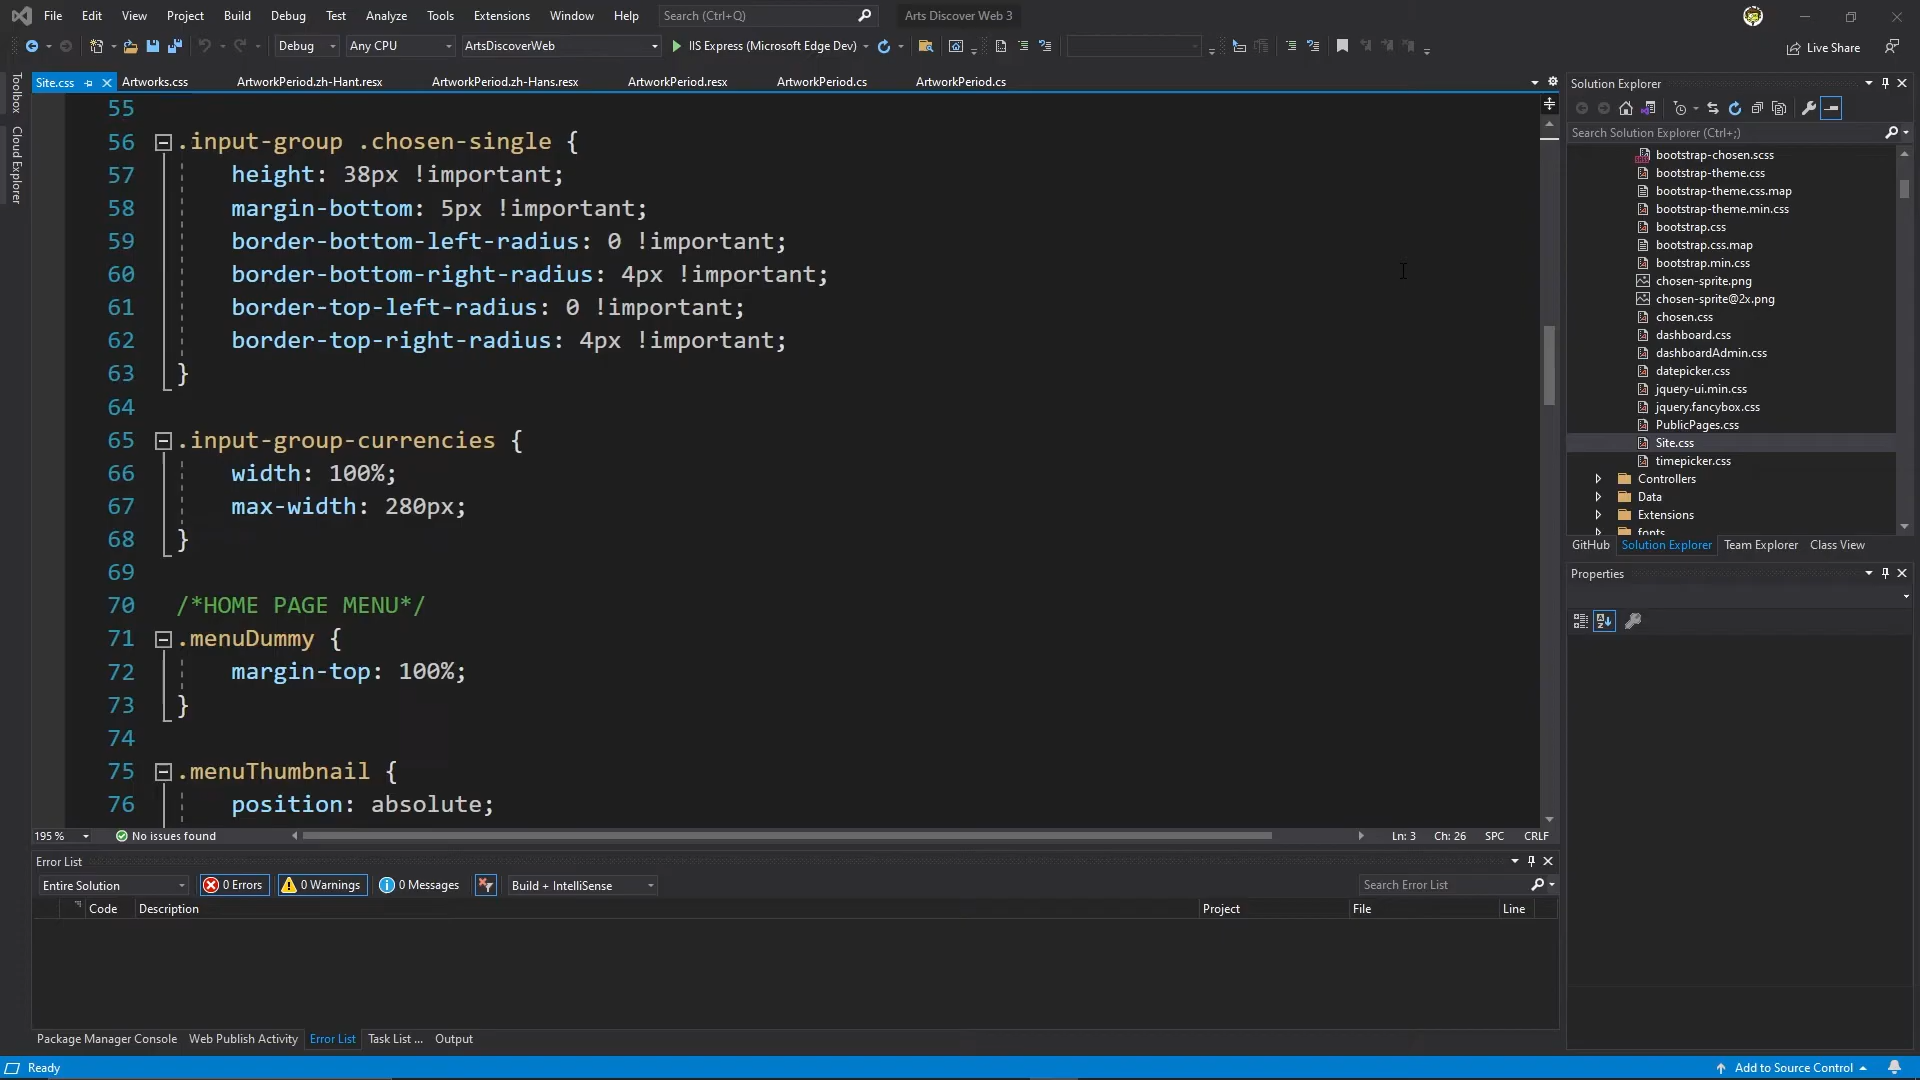 File Edit View Project Build Debug Test Analyze Tools Extensions Window Help Search (Ctrl+Q) Arts Discover Web 3
Debug Any CPU ArtsDiscoverWeb IIS Express (Microsoft Edge Dev) Live Share
Toolbox
Cloud Explorer
Site.css Artworks.css ArtworkPeriod.zh-Hant.resx ArtworkPeriod.zh-Hans.resx ArtworkPeriod.resx ArtworkPeriod.cs ArtworkPeriod.cs
55
56 .input-group .chosen-single {
57 height: 38px !important;
58 margin-bottom: 5px !important;
59 border-bottom-left-radius: 0 !important;
60 border-bottom-right-radius: 4px !important;
61 border-top-left-radius: 0 !important;
62 border-top-right-radius: 4px !important;
63 }
64
65 .input-group-currencies {
66 width: 100%;
67 max-width: 280px;
68 }
69
70 /*HOME PAGE MENU*/
71 .menuDummy {
72 margin-top: 100%;
73 }
74
75 .menuThumbnail {
76 position: absolute;
195 % No issues found Ln: 3 Ch: 26 SPC CRLF
Error List
Entire Solution 0 Errors 0 Warnings 0 Messages Build + IntelliSense Search Error List
Code Description Project File Line
Package Manager Console Web Publish Activity Error List Task List ... Output
Solution Explorer
Search Solution Explorer (Ctrl+;)
bootstrap-chosen.scss
bootstrap-theme.css
bootstrap-theme.css.map
bootstrap-theme.min.css
bootstrap.css
bootstrap.css.map
bootstrap.min.css
chosen-sprite.png
chosen-sprite@2x.png
chosen.css
dashboard.css
dashboardAdmin.css
datepicker.css
jquery-ui.min.css
jquery.fancybox.css
PublicPages.css
Site.css
timepicker.css
Controllers
Data
Extensions
fonts
GitHub Solution Explorer Team Explorer Class View
Properties
Ready Add to Source Control